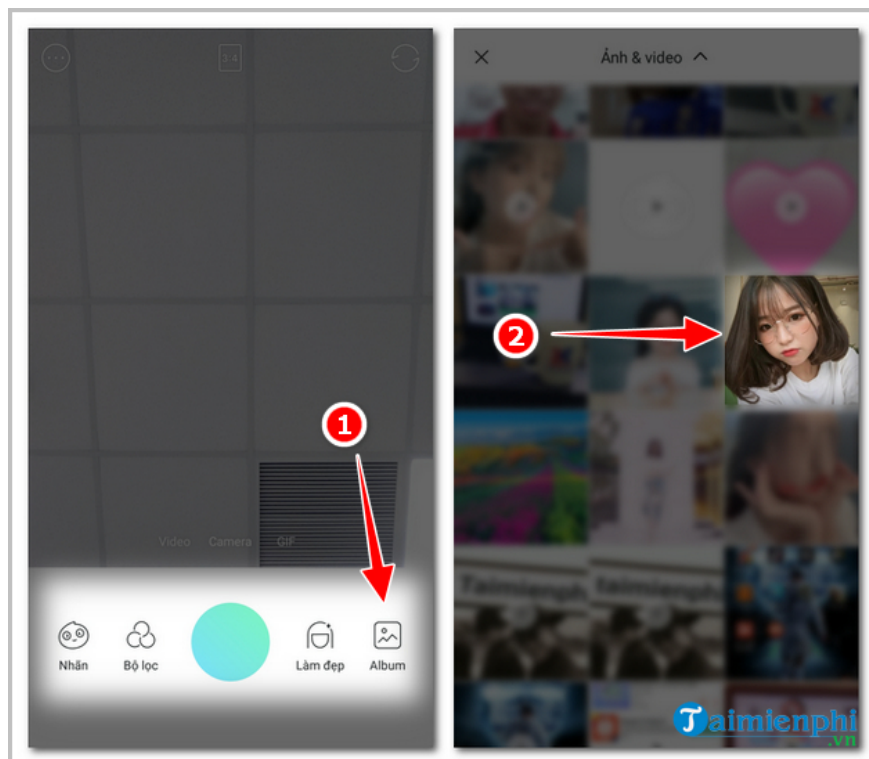 3:4
Video Camera GIF
1
Nhãn Bộ lọc Làm đẹp Album
Ảnh & video
2
Taimienphi
.vn